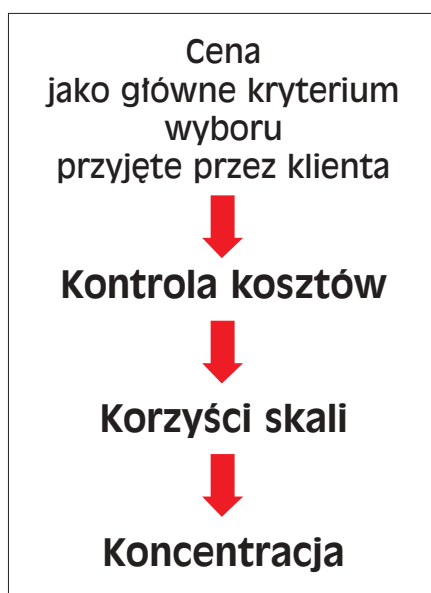 Cena
jako główne kryterium
wyboru
przyjęte przez klienta
Kontrola kosztów
Korzyści skali
Koncentracja